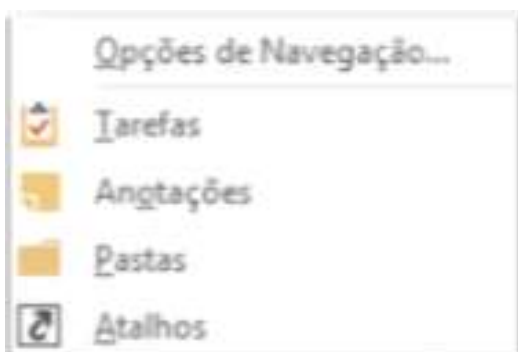 Opções de Navegação...
Tarefas
Anotações
Pastas
Atalhos